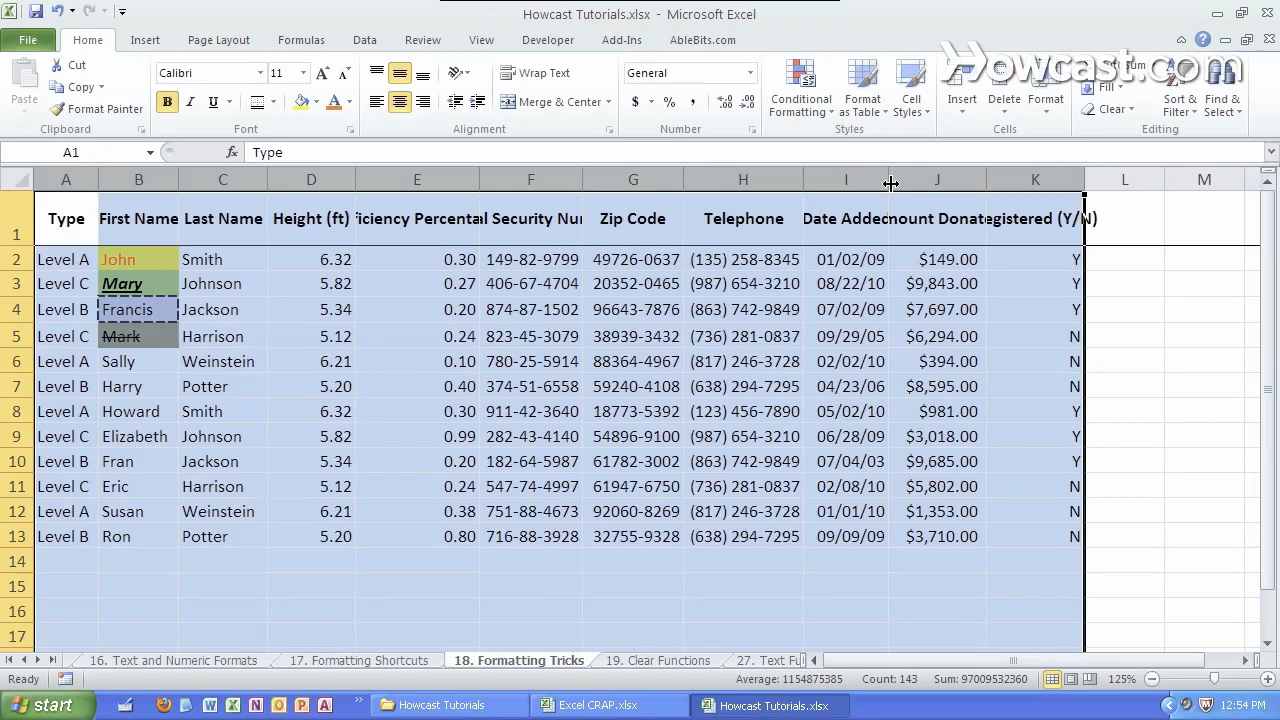 Howcast Tutorials.xlsx - Microsoft Excel
File Home Insert Page Layout Formulas Data Review View Developer Add-Ins AbleBits.com
Howcast.com
Paste
Cut
Copy
Format Painter
Clipboard
Calibri 11
B I U
Font
Wrap Text
Merge & Center
Alignment
General
$ % ,
Number
Conditional Formatting
Format as Table
Cell Styles
Styles
Insert Delete Format
Cells
Fill
Clear
Sort & Filter
Find & Select
Editing
A1 fx Type
A B C D E F G H I J K L M
1 Type First Name Last Name Height (ft) ficiency Percenta l Security Nu Zip Code Telephone Date Added mount Donat egistered (Y/N)
2 Level A John Smith 6.32 0.30 149-82-9799 49726-0637 (135) 258-8345 01/02/09 $149.00 Y
3 Level C Mary Johnson 5.82 0.27 406-67-4704 20352-0465 (987) 654-3210 08/22/10 $9,843.00 Y
4 Level B Francis Jackson 5.34 0.20 874-87-1502 96643-7876 (863) 742-9849 07/02/09 $7,697.00 Y
5 Level C Mark Harrison 5.12 0.24 823-45-3079 38939-3432 (736) 281-0837 09/29/05 $6,294.00 N
6 Level A Sally Weinstein 6.21 0.10 780-25-5914 88364-4967 (817) 246-3728 02/02/10 $394.00 N
7 Level B Harry Potter 5.20 0.40 374-51-6558 59240-4108 (638) 294-7295 04/23/06 $8,595.00 N
8 Level A Howard Smith 6.32 0.30 911-42-3640 18773-5392 (123) 456-7890 05/02/10 $981.00 Y
9 Level C Elizabeth Johnson 5.82 0.99 282-43-4140 54896-9100 (987) 654-3210 06/28/09 $3,018.00 Y
10 Level B Fran Jackson 5.34 0.20 182-64-5987 61782-3002 (863) 742-9849 07/04/03 $9,685.00 Y
11 Level C Eric Harrison 5.12 0.24 547-74-4997 61947-6750 (736) 281-0837 02/08/10 $5,802.00 N
12 Level A Susan Weinstein 6.21 0.38 751-88-4673 92060-8269 (817) 246-3728 01/01/10 $1,353.00 N
13 Level B Ron Potter 5.20 0.80 716-88-3928 32755-9328 (638) 294-7295 09/09/09 $3,710.00 N
14
15
16
17
16. Text and Numeric Formats 17. Formatting Shortcuts 18. Formatting Tricks 19. Clear Functions 27. Text Fu
Ready Average: 1154875385 Count: 143 Sum: 97009532360 125%
start Howcast Tutorials Excel CRAP.xlsx Howcast Tutorials.xlsx 12:54 PM